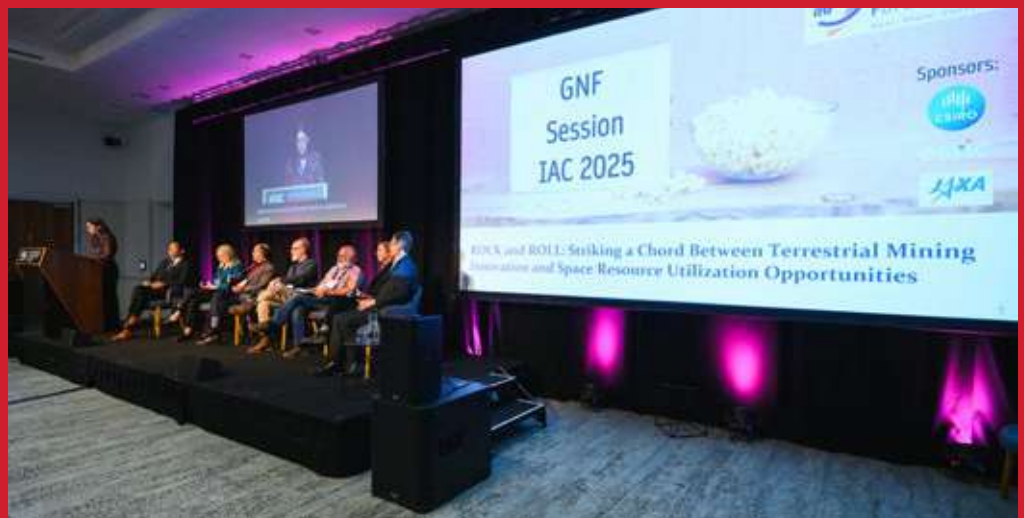 GNF
Session
IAC 2025
Sponsors:
CSIRO
JAXA
ROCK and ROLL: Striking a Chord Between Terrestrial Mining
Innovation and Space Resource Utilization Opportunities